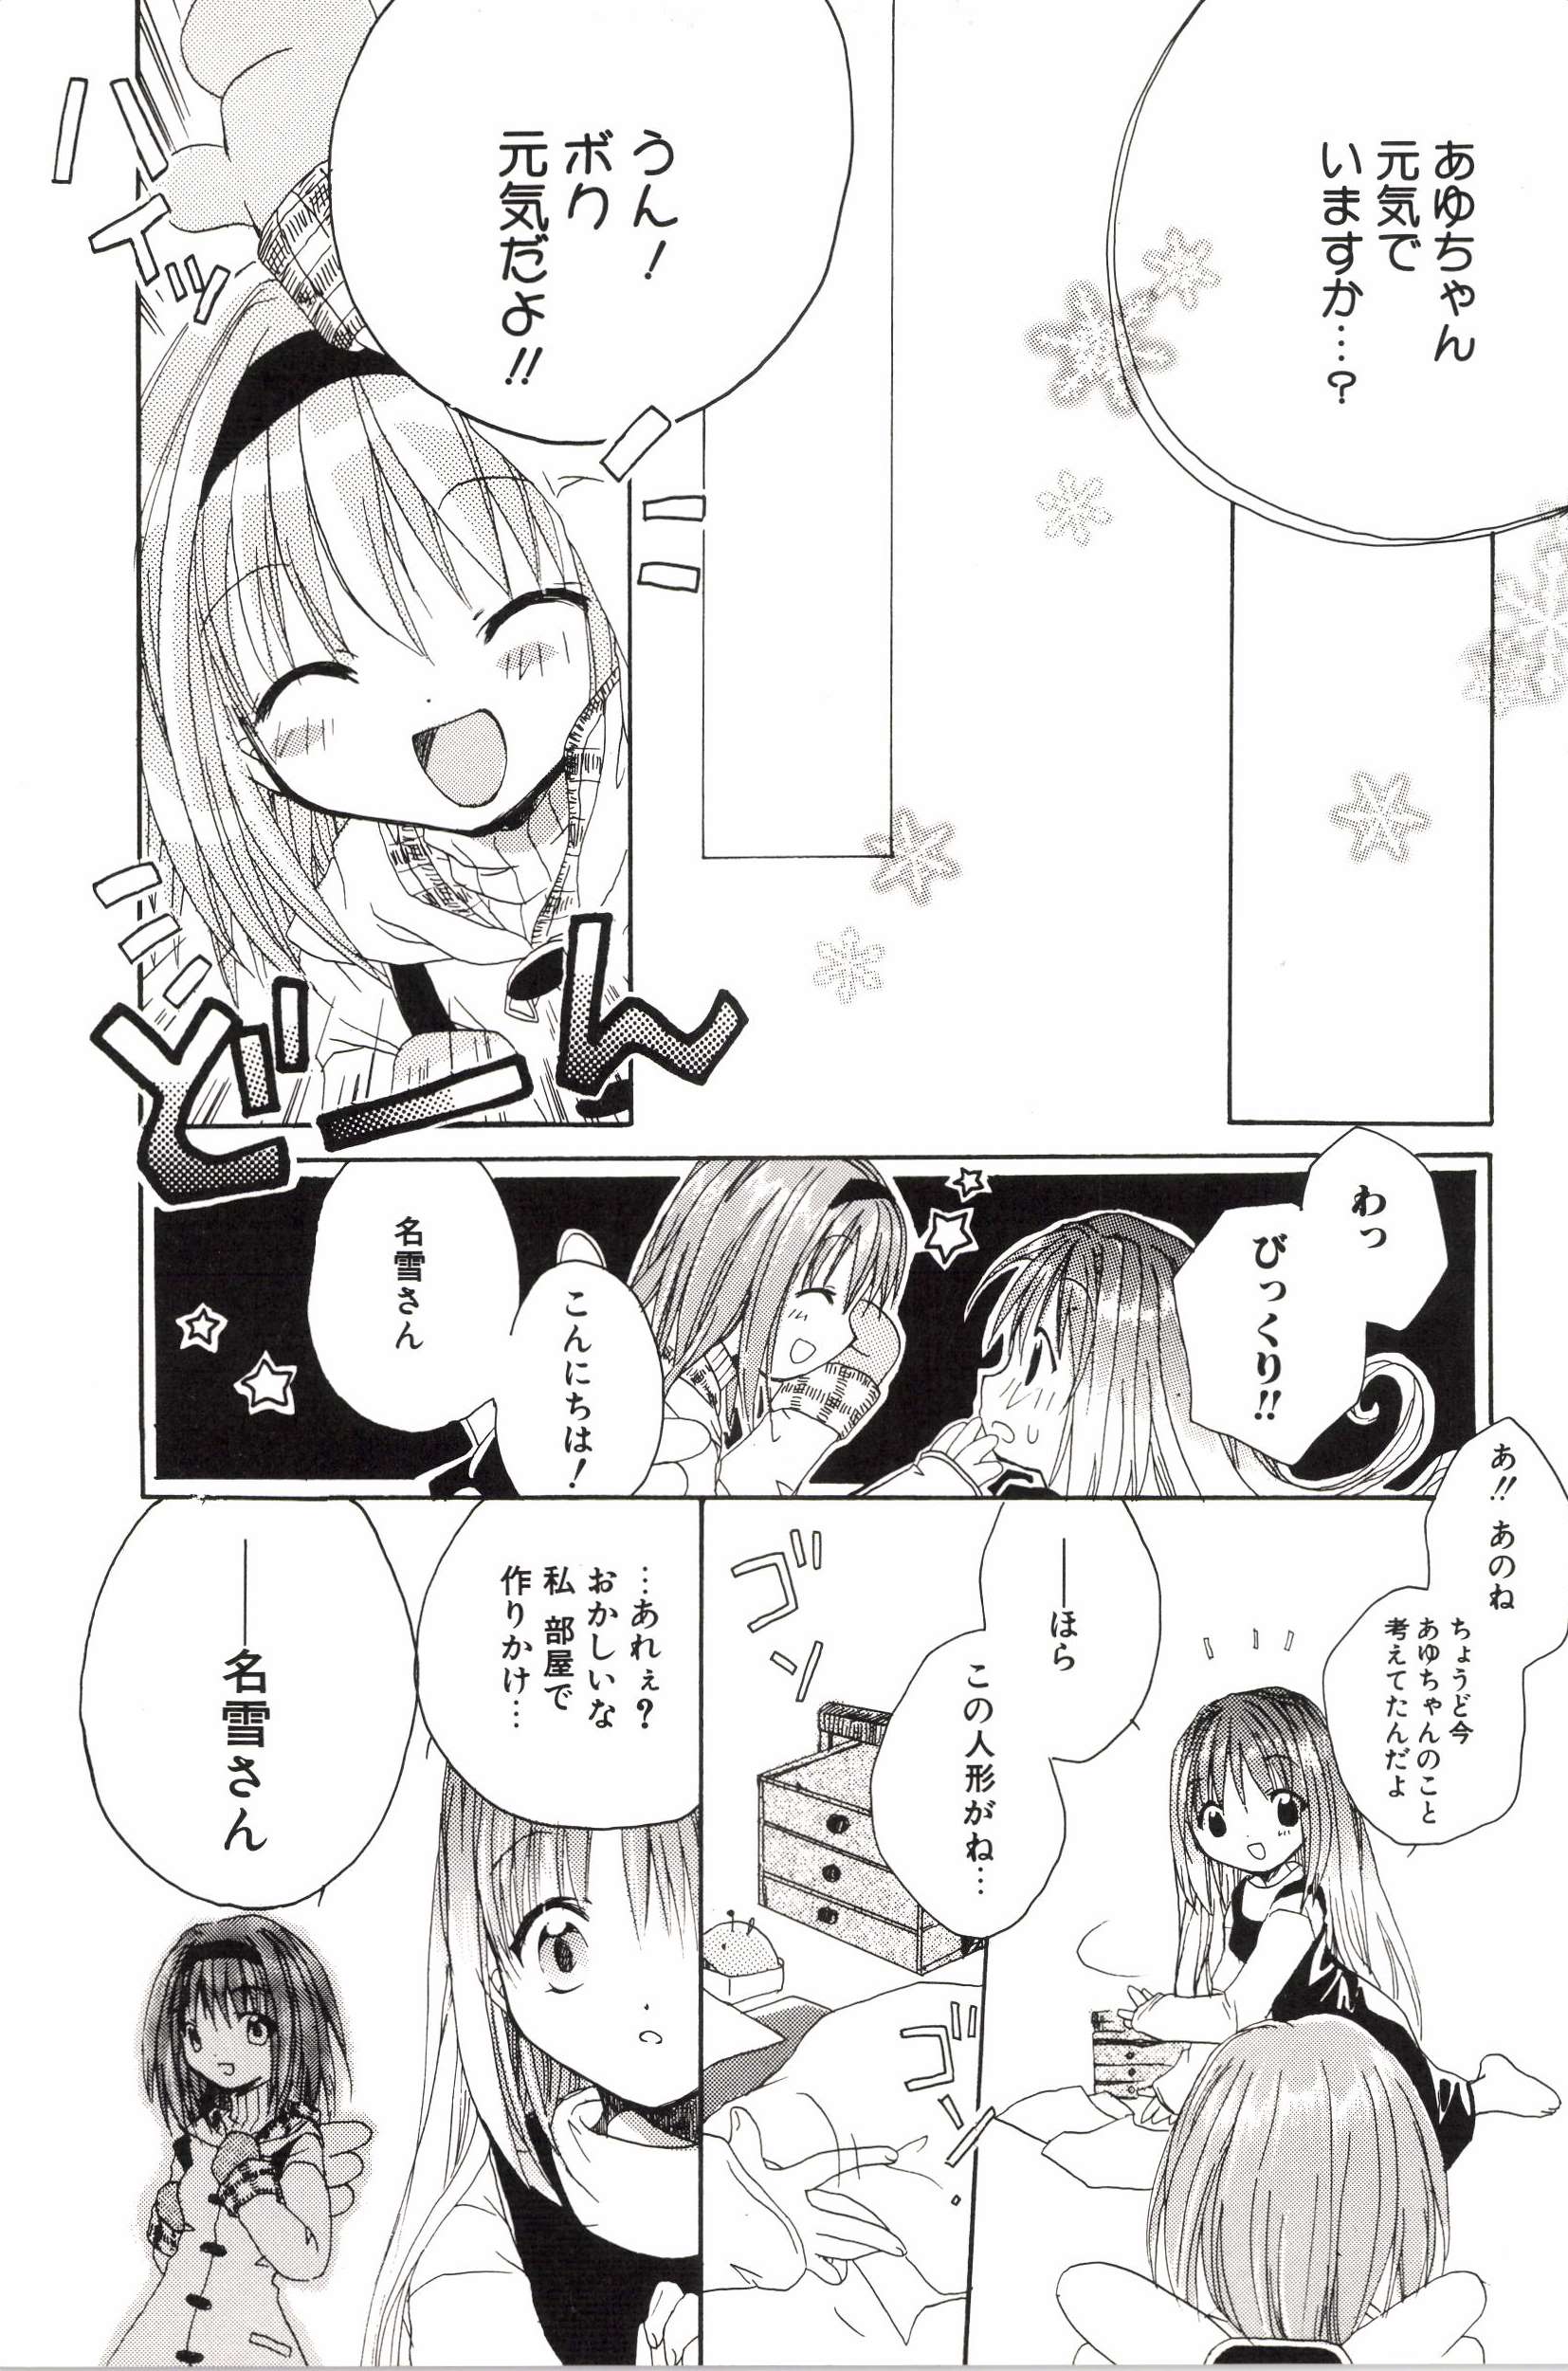 あゆちゃん
元気で
いますか…?
うん!
ボク
元気だよ!!
ハーイッ
どーん
わっ
びっくり!!
こんにちは!
名雪さん
あ!! あのね
ちょうど今
あゆちゃんのこと
考えてたんだよ
──ほら
この人形がね…
ゴソ
ゴソ
…あれぇ?
おかしいな
私 部屋で
作りかけ…
──名雪さん